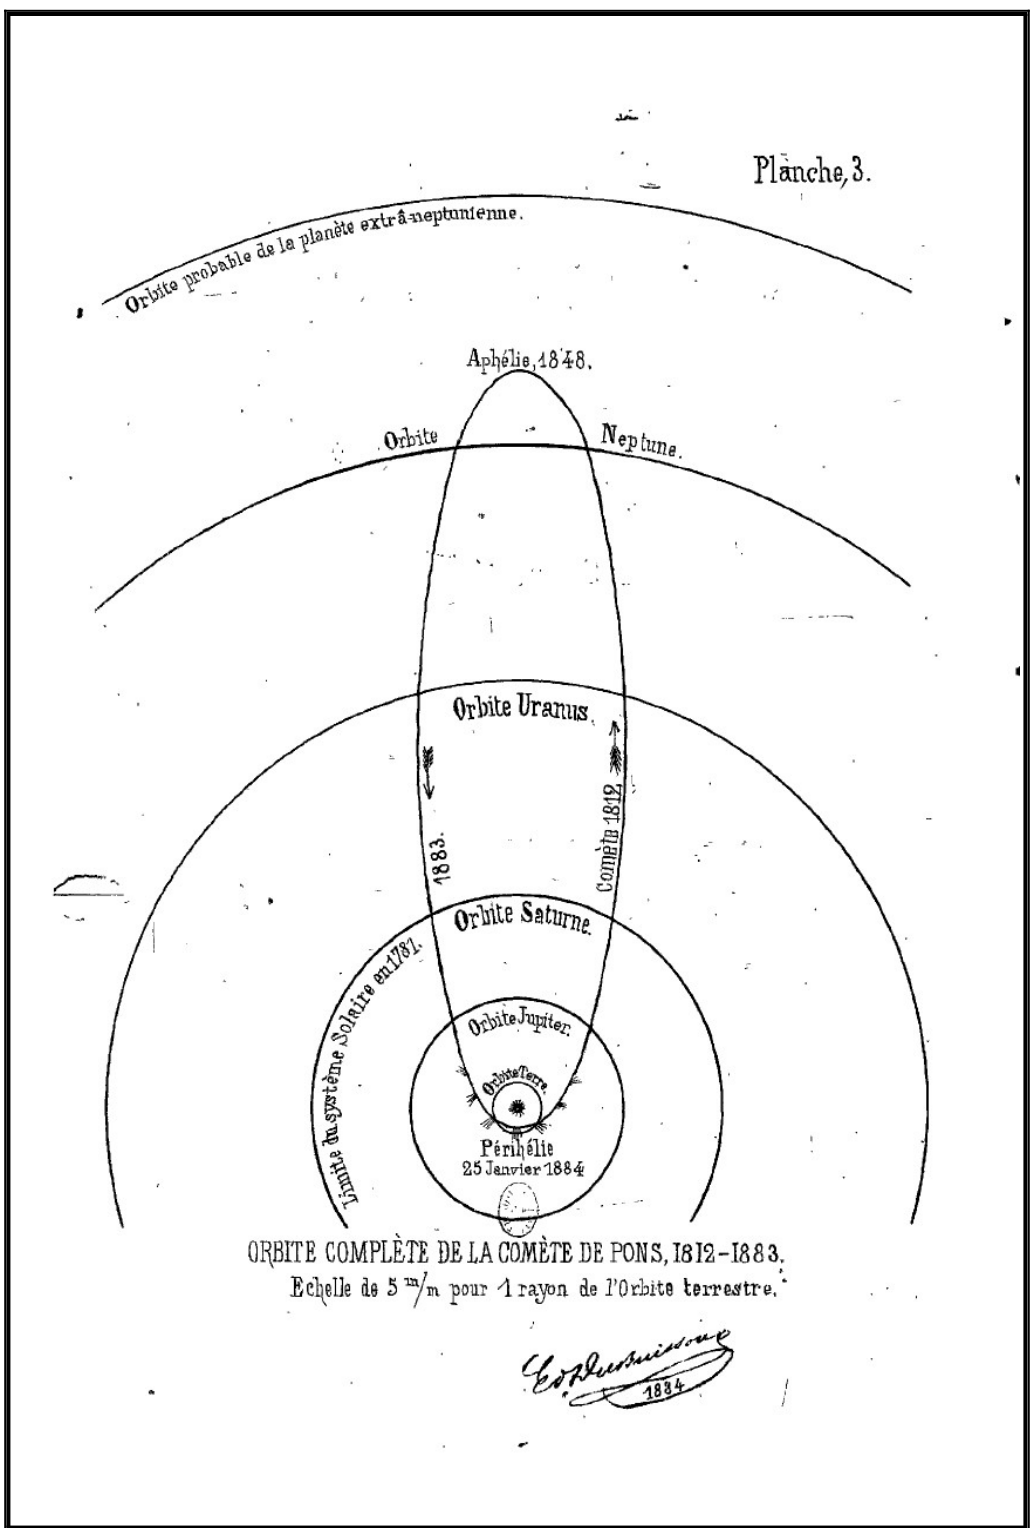 Planche, 3.
Orbite probable de la planète extrâ-neptunienne.
Aphélie, 1848.
Orbite Neptune.
Orbite Uranus.
1883.
Comète 1812
Orbite Saturne.
Limite du système Solaire en 1781.
Orbite Jupiter.
Orbite Terre.
Périhélie
25 Janvier 1884
ORBITE COMPLÈTE DE LA COMÈTE DE PONS, 1812-1883.
Echelle de 5 m/m pour 1 rayon de l'Orbite terrestre.
1884